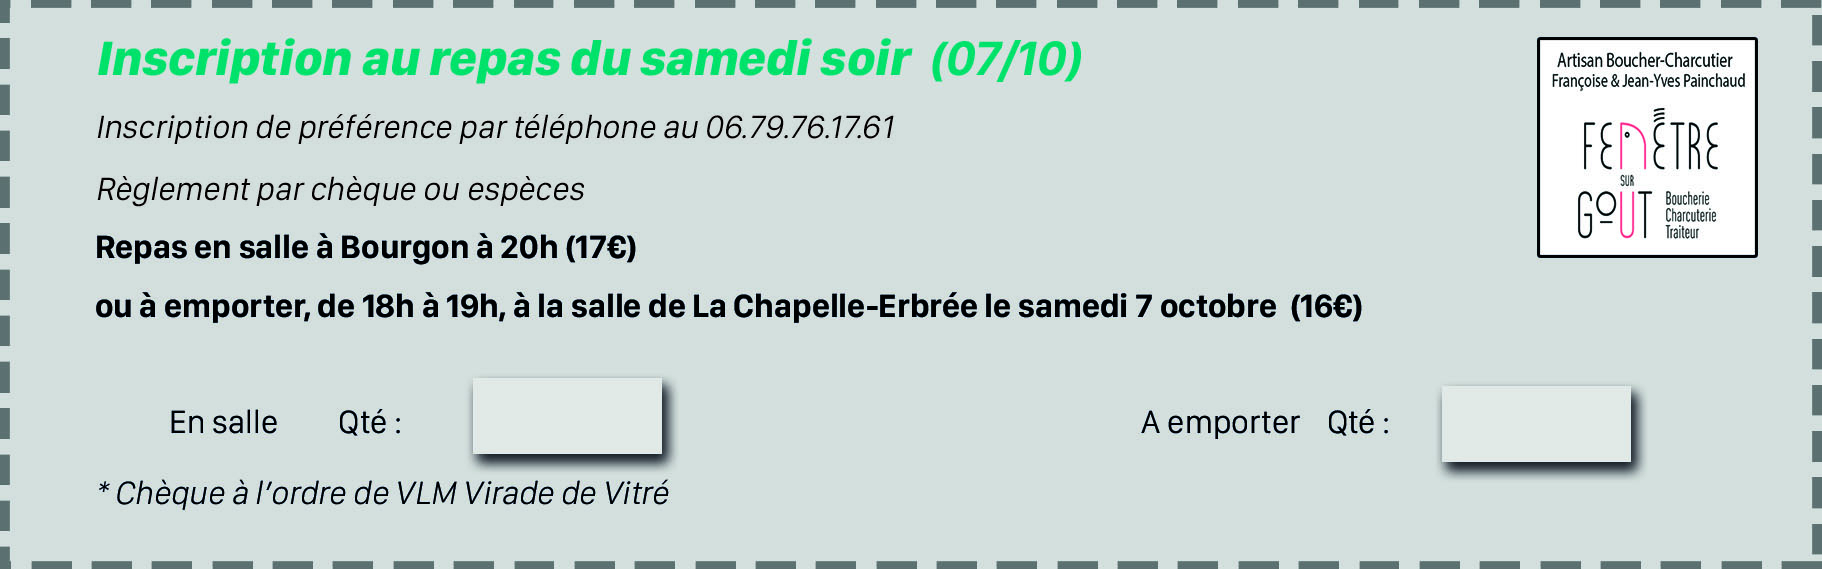 Inscription au repas du samedi soir (07/10)
Inscription de préférence par téléphone au 06.79.76.17.61
Règlement par chèque ou espèces
Repas en salle à Bourgon à 20h (17€)
ou à emporter, de 18h à 19h, à la salle de La Chapelle-Erbrée le samedi 7 octobre (16€)
En salle Qté :
A emporter Qté :
* Chèque à l’ordre de VLM Virade de Vitré
Artisan Boucher-Charcutier
Françoise & Jean-Yves Painchaud
FENÊTRE
SUR
GOUT
Boucherie
Charcuterie
Traiteur